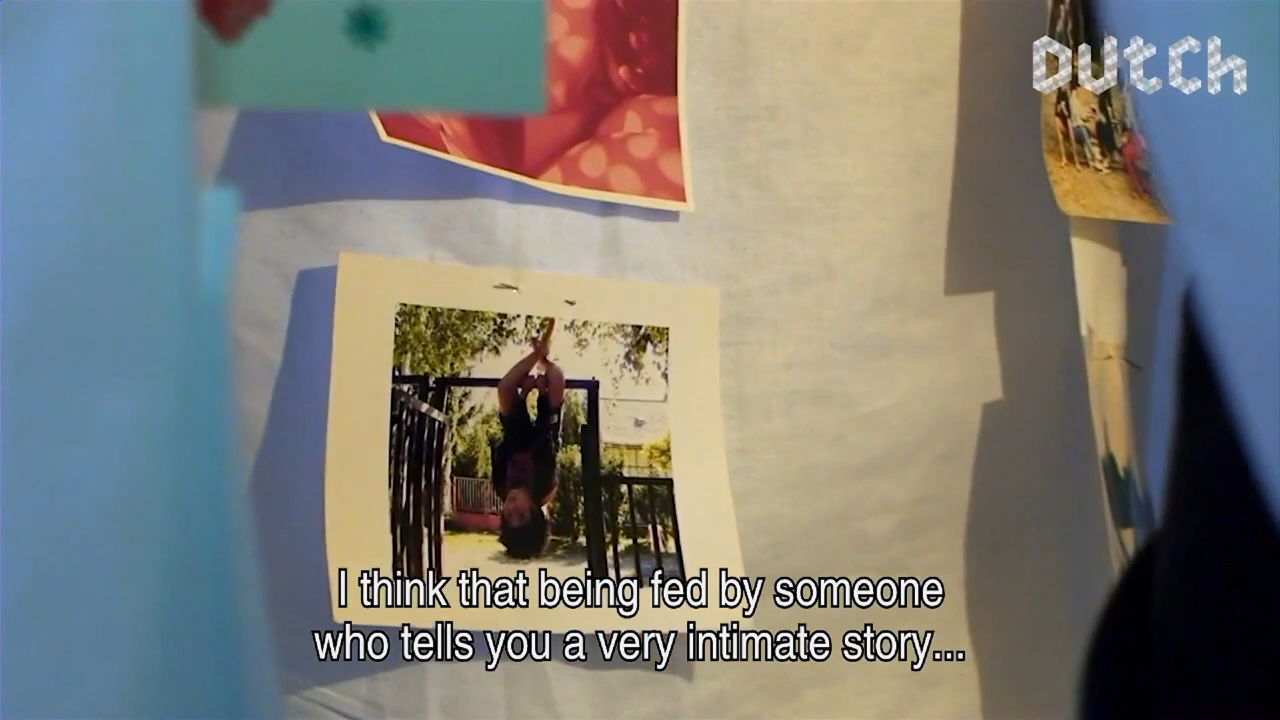 Dutch
I think that being fed by someone
who tells you a very intimate story...